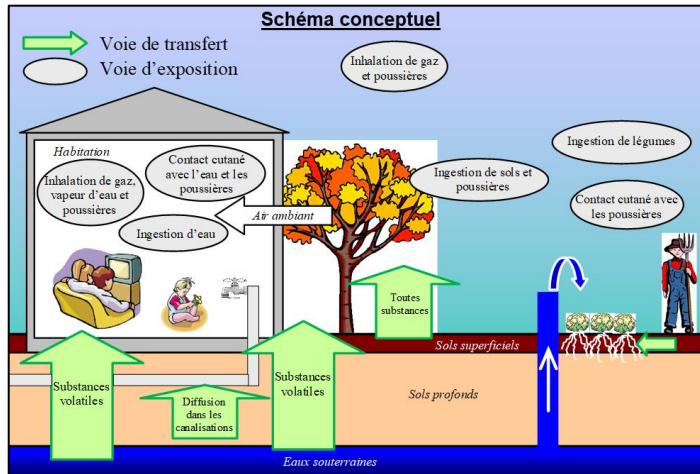 Schéma conceptuel
Voie de transfert
Voie d'exposition
Inhalation de gaz
et poussières
Habitation
Contact cutané
avec l'eau et les
poussières
Inhalation de gaz,
vapeur d'eau et
poussières
Ingestion d'eau
Air ambiant
Ingestion de sols et
poussières
Ingestion de légumes
Contact cutané avec
les poussières
Toutes
substances
Sols superficiels
Substances
volatiles
Diffusion
dans les
canalisations
Substances
volatiles
Sols profonds
Eaux souterraines